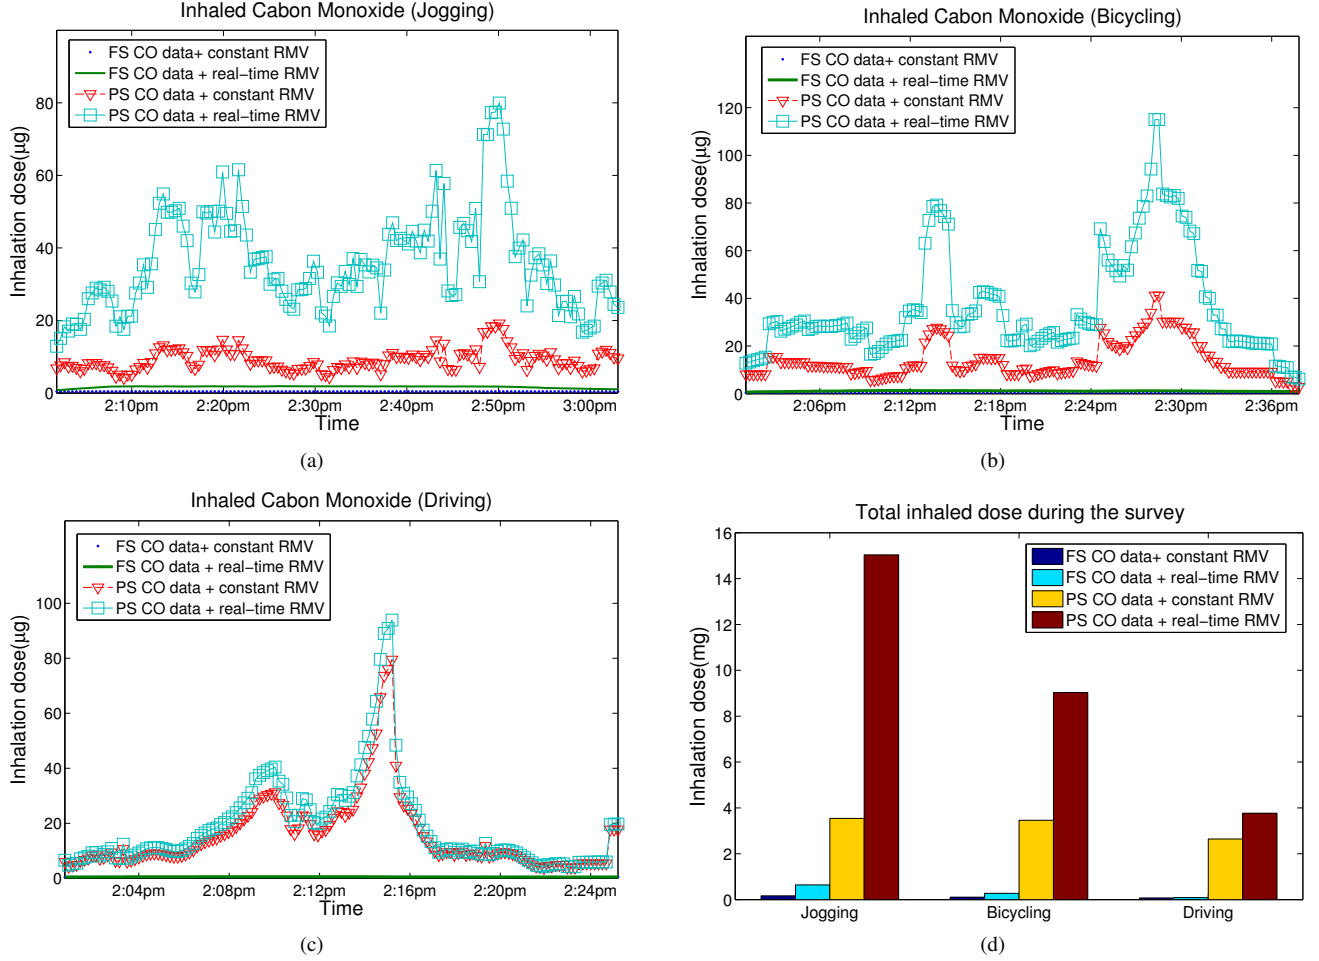 Inhaled Cabon Monoxide (Jogging)
FS CO data+ constant RMV
FS CO data + real-time RMV
PS CO data + constant RMV
PS CO data + real-time RMV
Inhalation dose(μg)
80
60
40
20
0
2:10pm 2:20pm 2:30pm 2:40pm 2:50pm 3:00pm
Time
(a)
Inhaled Cabon Monoxide (Bicycling)
FS CO data+ constant RMV
FS CO data + real-time RMV
PS CO data + constant RMV
PS CO data + real-time RMV
Inhalation dose(μg)
120
100
80
60
40
20
0
2:06pm 2:12pm 2:18pm 2:24pm 2:30pm 2:36pm
Time
(b)
Inhaled Cabon Monoxide (Driving)
FS CO data+ constant RMV
FS CO data + real-time RMV
PS CO data + constant RMV
PS CO data + real-time RMV
Inhalation dose(μg)
100
80
60
40
20
0
2:04pm 2:08pm 2:12pm 2:16pm 2:20pm 2:24pm
Time
(c)
Total inhaled dose during the survey
FS CO data+ constant RMV
FS CO data + real-time RMV
PS CO data + constant RMV
PS CO data + real-time RMV
Inhalation dose(mg)
16
14
12
10
8
6
4
2
0
Jogging Bicycling Driving
(d)